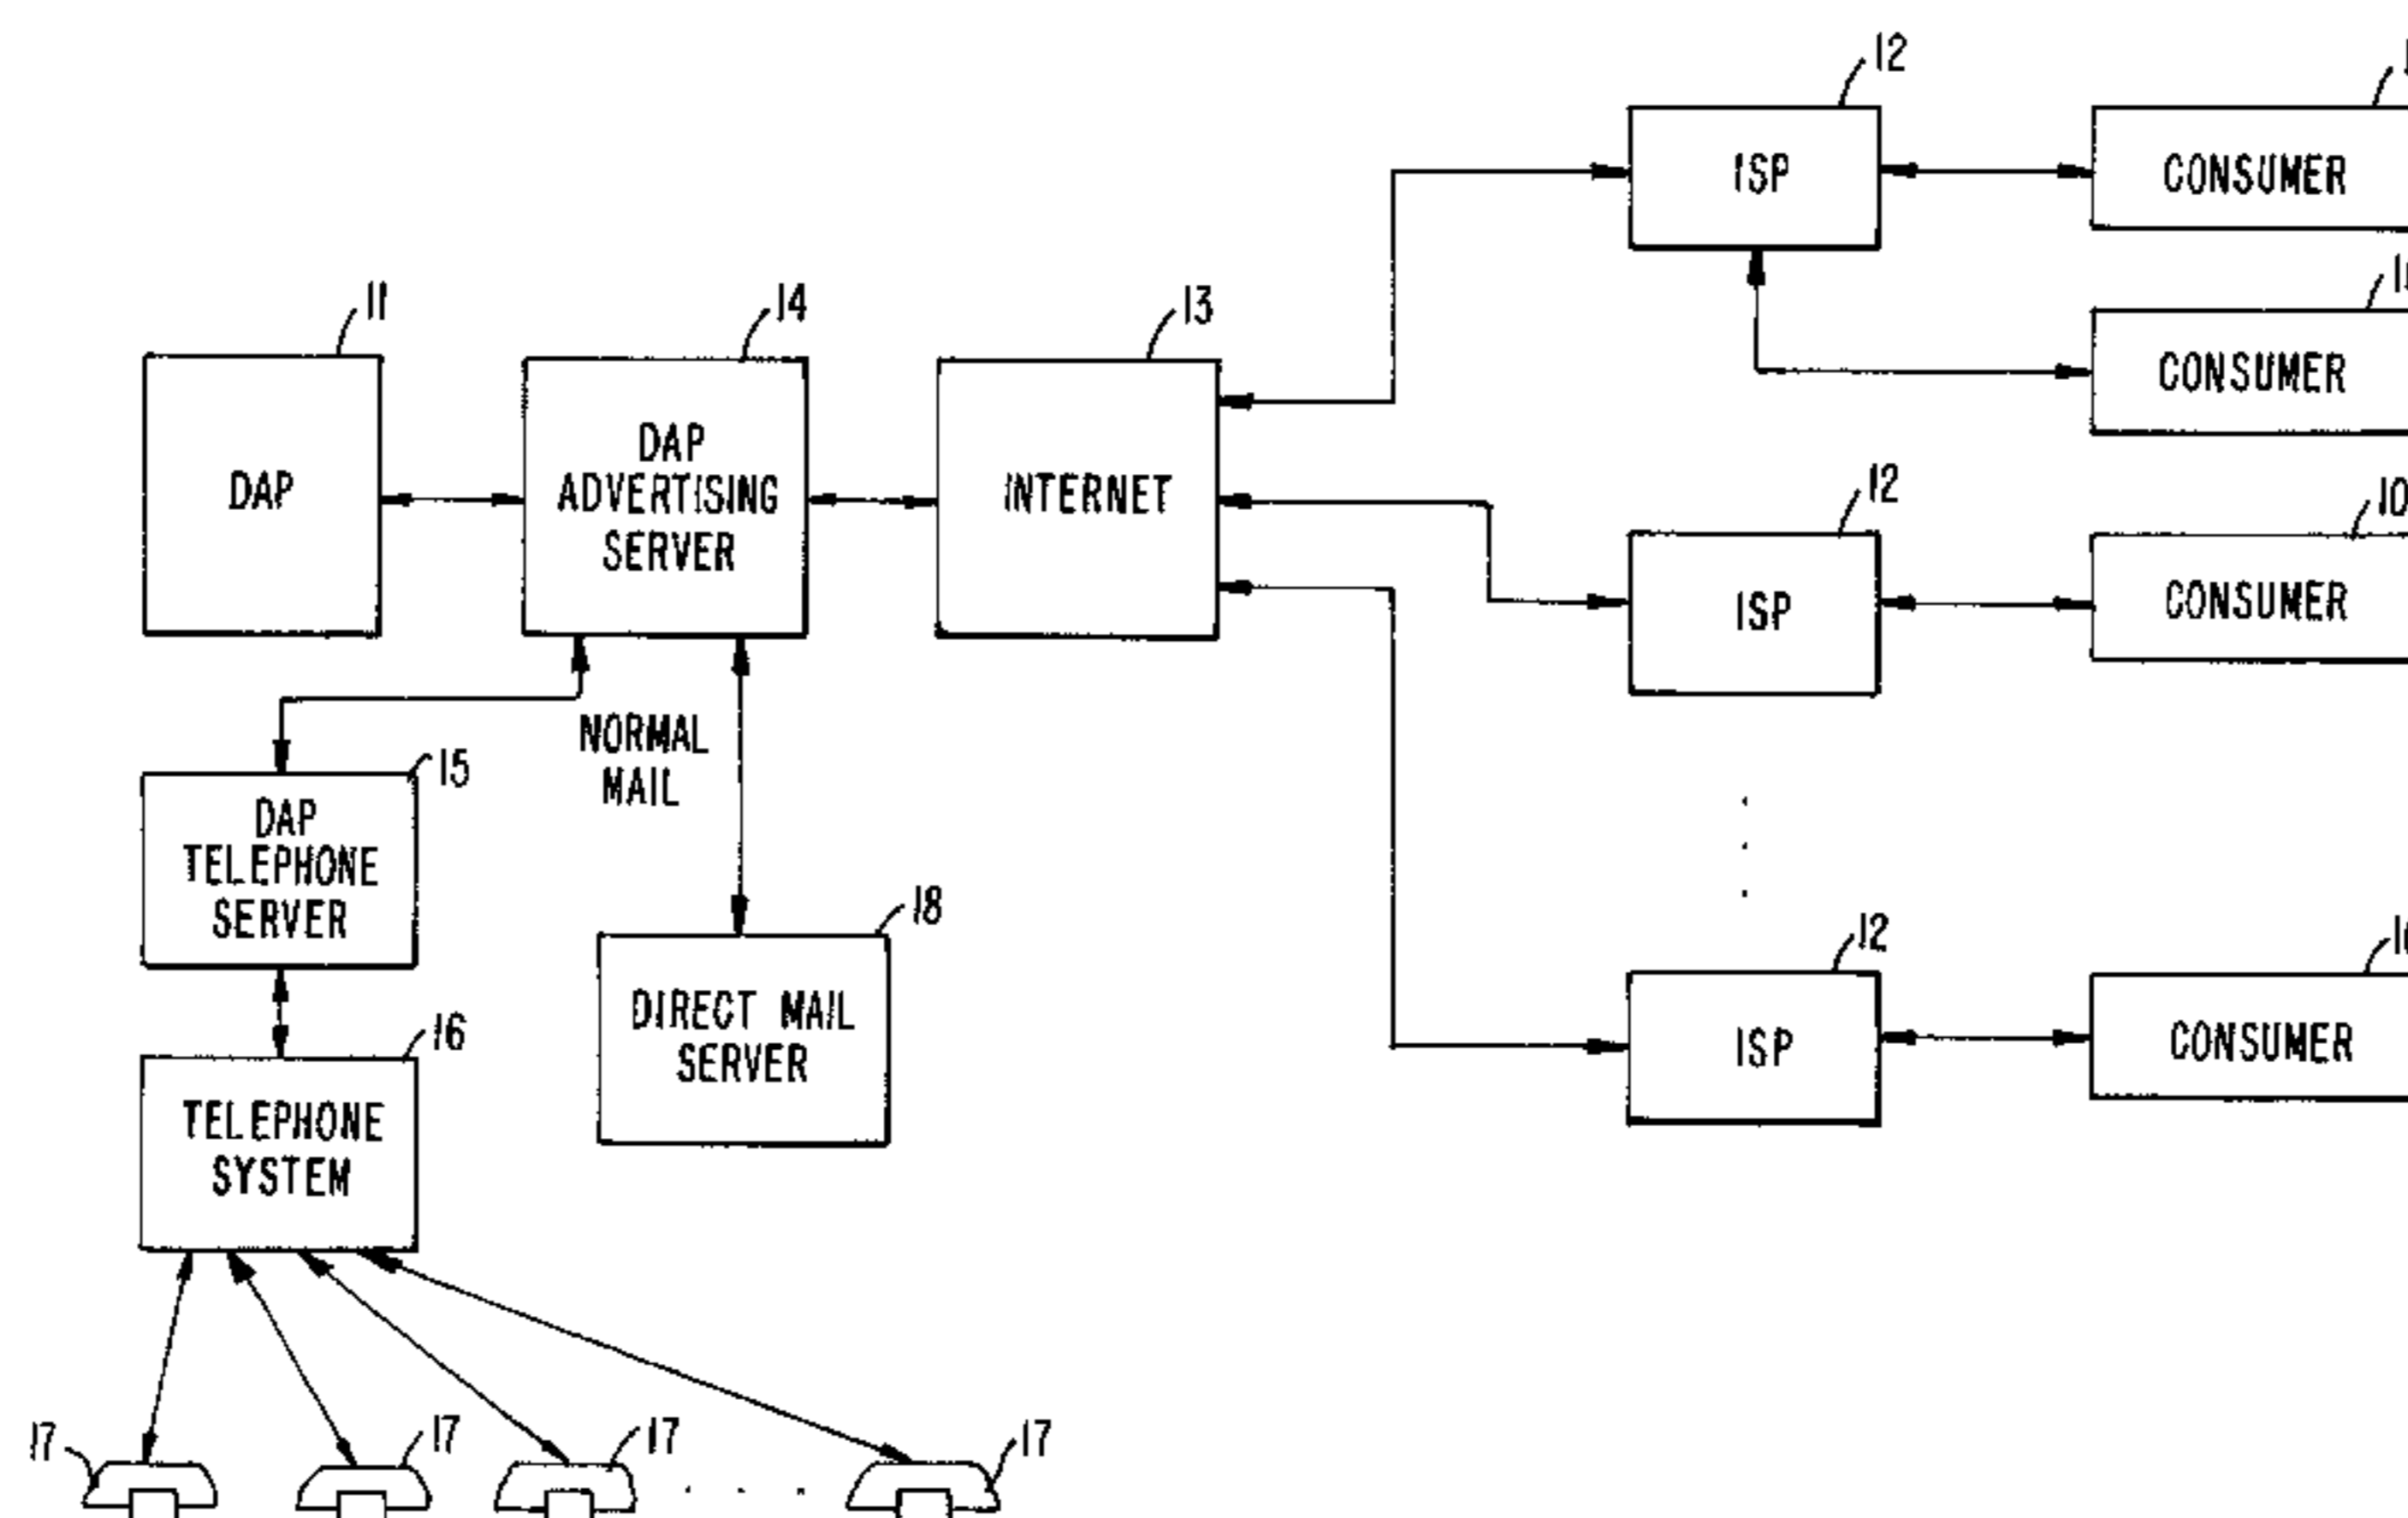 12
ISP
CONSUMER
CONSUMER
11
DAP
14
DAP
ADVERTISING
SERVER
13
INTERNET
12
ISP
10
CONSUMER
NORMAL
MAIL
15
DAP
TELEPHONE
SERVER
18
DIRECT MAIL
SERVER
12
ISP
CONSUMER
16
TELEPHONE
SYSTEM
17
17
17
17